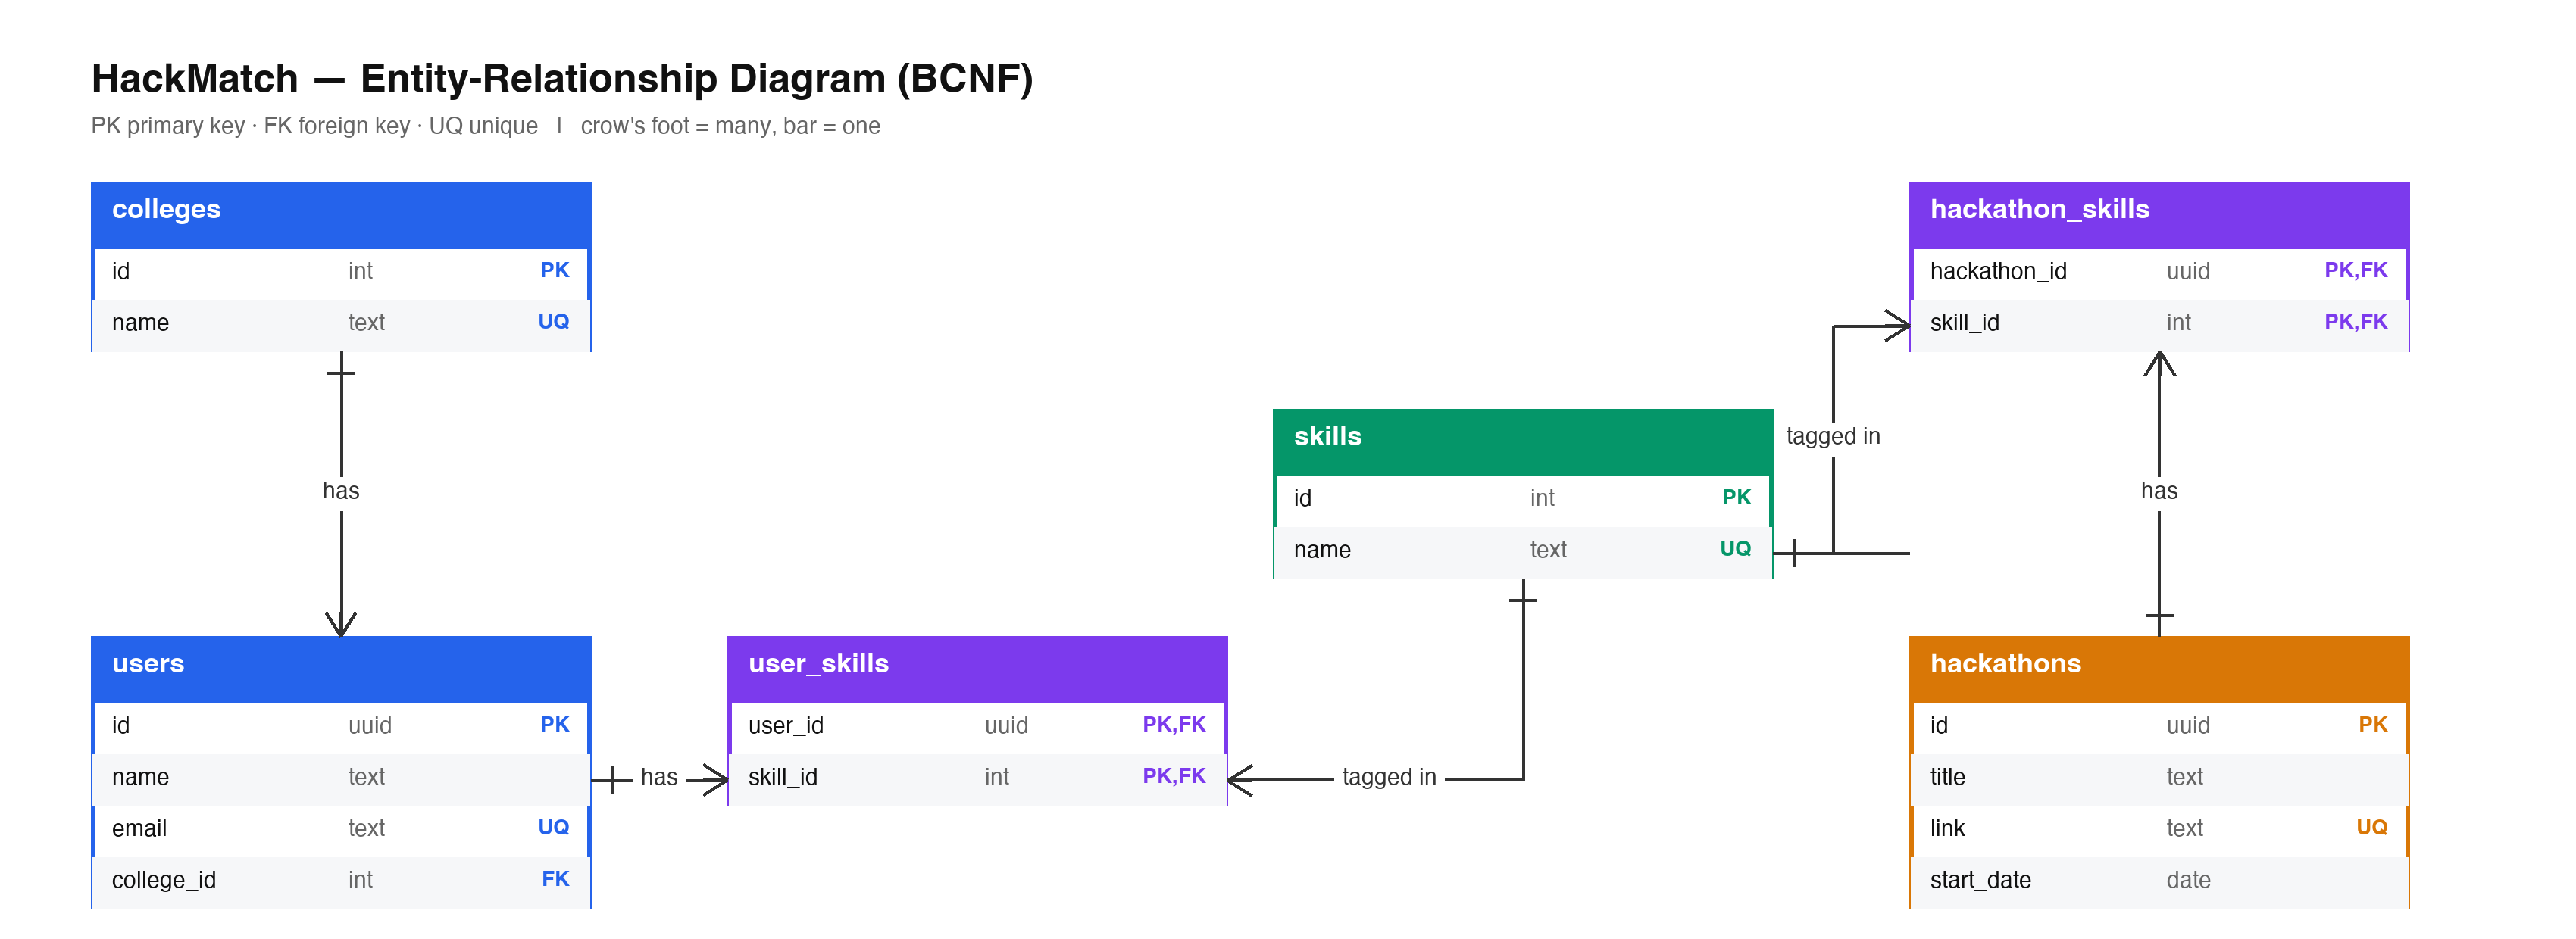 HackMatch — Entity-Relationship Diagram (BCNF)
PK primary key · FK foreign key · UQ unique | crow's foot = many, bar = one
colleges
id int PK
name text UQ
has
users
id uuid PK
name text
email text UQ
college_id int FK
has
user_skills
user_id uuid PK,FK
skill_id int PK,FK
tagged in
skills
id int PK
name text UQ
tagged in
hackathon_skills
hackathon_id uuid PK,FK
skill_id int PK,FK
has
hackathons
id uuid PK
title text
link text UQ
start_date date